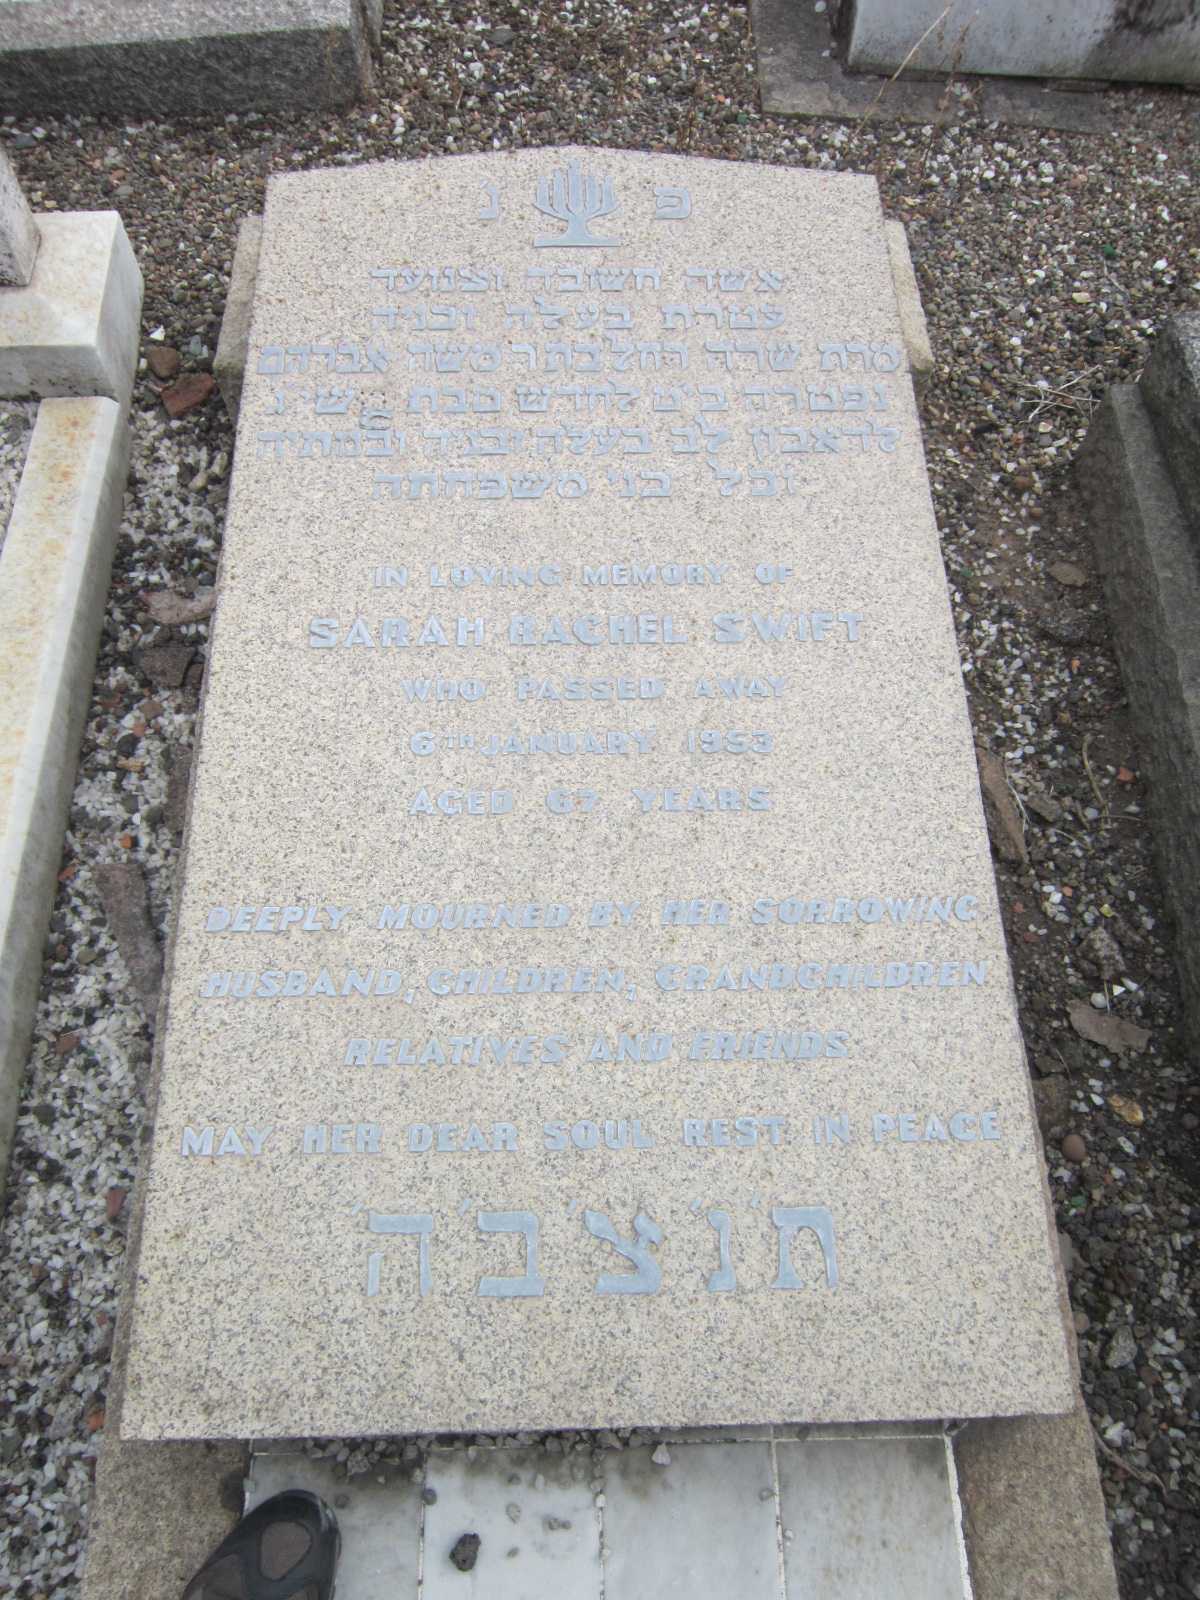 פ נ'
אשה חשובה וצנועה
עטרת בעלה ובניה
מרת שרה רחל בת ר משה אברהם
נפטרה בי"ט לחדש טבת תשי"ג
לדאבון לב בעלה ובניה ובנותיה
וכל בני משפחתה
IN LOVING MEMORY OF
SARAH RACHEL SWIFT
WHO PASSED AWAY
6TH JANUARY 1953
AGED 67 YEARS
DEEPLY MOURNED BY HER SORROWING
HUSBAND, CHILDREN, GRANDCHILDREN
RELATIVES AND FRIENDS
MAY HER DEAR SOUL REST IN PEACE
ת'נ'צ'ב'ה'